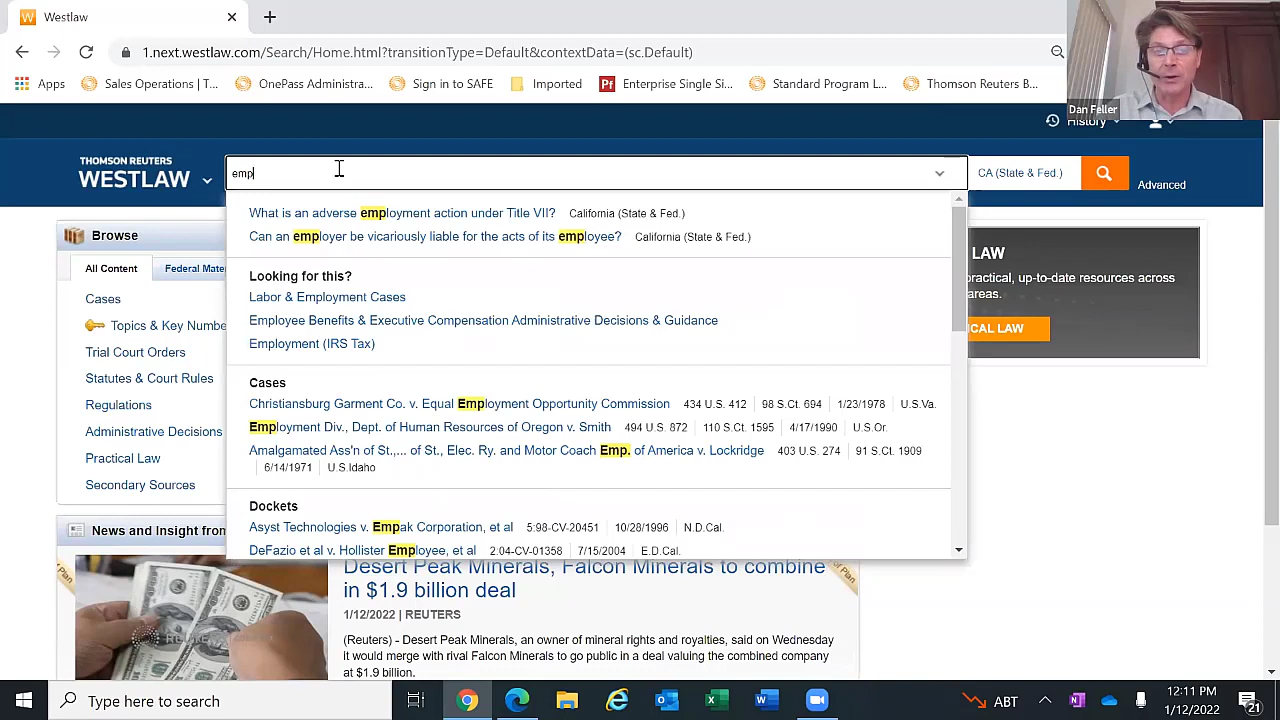 Westlaw
1.next.westlaw.com/Search/Home.html?transitionType=Default&contextData=(sc.Default)
Apps Sales Operations | T... OnePass Administra... Sign in to BEE Imported Enterprise Single Si... Standard Program L... Thomson Reuters B...
Dan Feller
History
THOMSON REUTERS
WESTLAW
emp
CA (State & Fed.)
Advanced
What is an adverse employment action under Title VII? California (State & Fed.)
Can an employer be vicariously liable for the acts of its employee? California (State & Fed.)
Looking for this?
Labor & Employment Cases
Employee Benefits & Executive Compensation Administrative Decisions & Guidance
Employment (IRS Tax)
Cases
Christiansburg Garment Co. v. Equal Employment Opportunity Commission 434 U.S. 412 98 S.Ct. 694 1/23/1978 U.S.Va.
Employment Div., Dept. of Human Resources of Oregon v. Smith 494 U.S. 872 110 S.Ct. 1595 4/17/1990 U.S.Or.
Amalgamated Ass'n of St.,... of St., Elec. Ry. and Motor Coach Emp. of America v. Lockridge 403 U.S. 274 91 S.Ct. 1909
6/14/1971 U.S.Idaho
Dockets
Asyst Technologies v. Empak Corporation, et al 5:98-CV-20451 10/28/1996 N.D.Cal.
DeFazio et al v. Hollister Employee, et al 2:04-CV-01358 7/15/2004 E.D.Cal.
Browse
All Content Federal Mate
Cases
Topics & Key Numbe
Trial Court Orders
Statutes & Court Rules
Regulations
Administrative Decisions
Practical Law
Secondary Sources
LAW
practical, up-to-date resources across
areas.
ICAL LAW
News and Insight from
Desert Peak Minerals, Falcon Minerals to combine
in $1.9 billion deal
1/12/2022 | REUTERS
(Reuters) - Desert Peak Minerals, an owner of mineral rights and royalties, said on Wednesday
it would merge with rival Falcon Minerals to go public in a deal valuing the combined company
at $1.9 billion.
REUTERS
of Plan
Type here to search
ABT
12:11 PM
1/12/2022
21